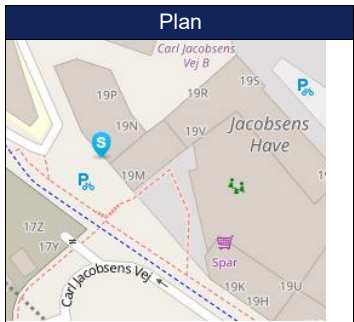 Plan
Carl Jacobsens
Vej B
19S
19P
19R
19N
19V
Jacobsens
Have
S
P
P
19M
17Z
17Y
Spar
Carl Jacobsens Vej
19K
19U
19H